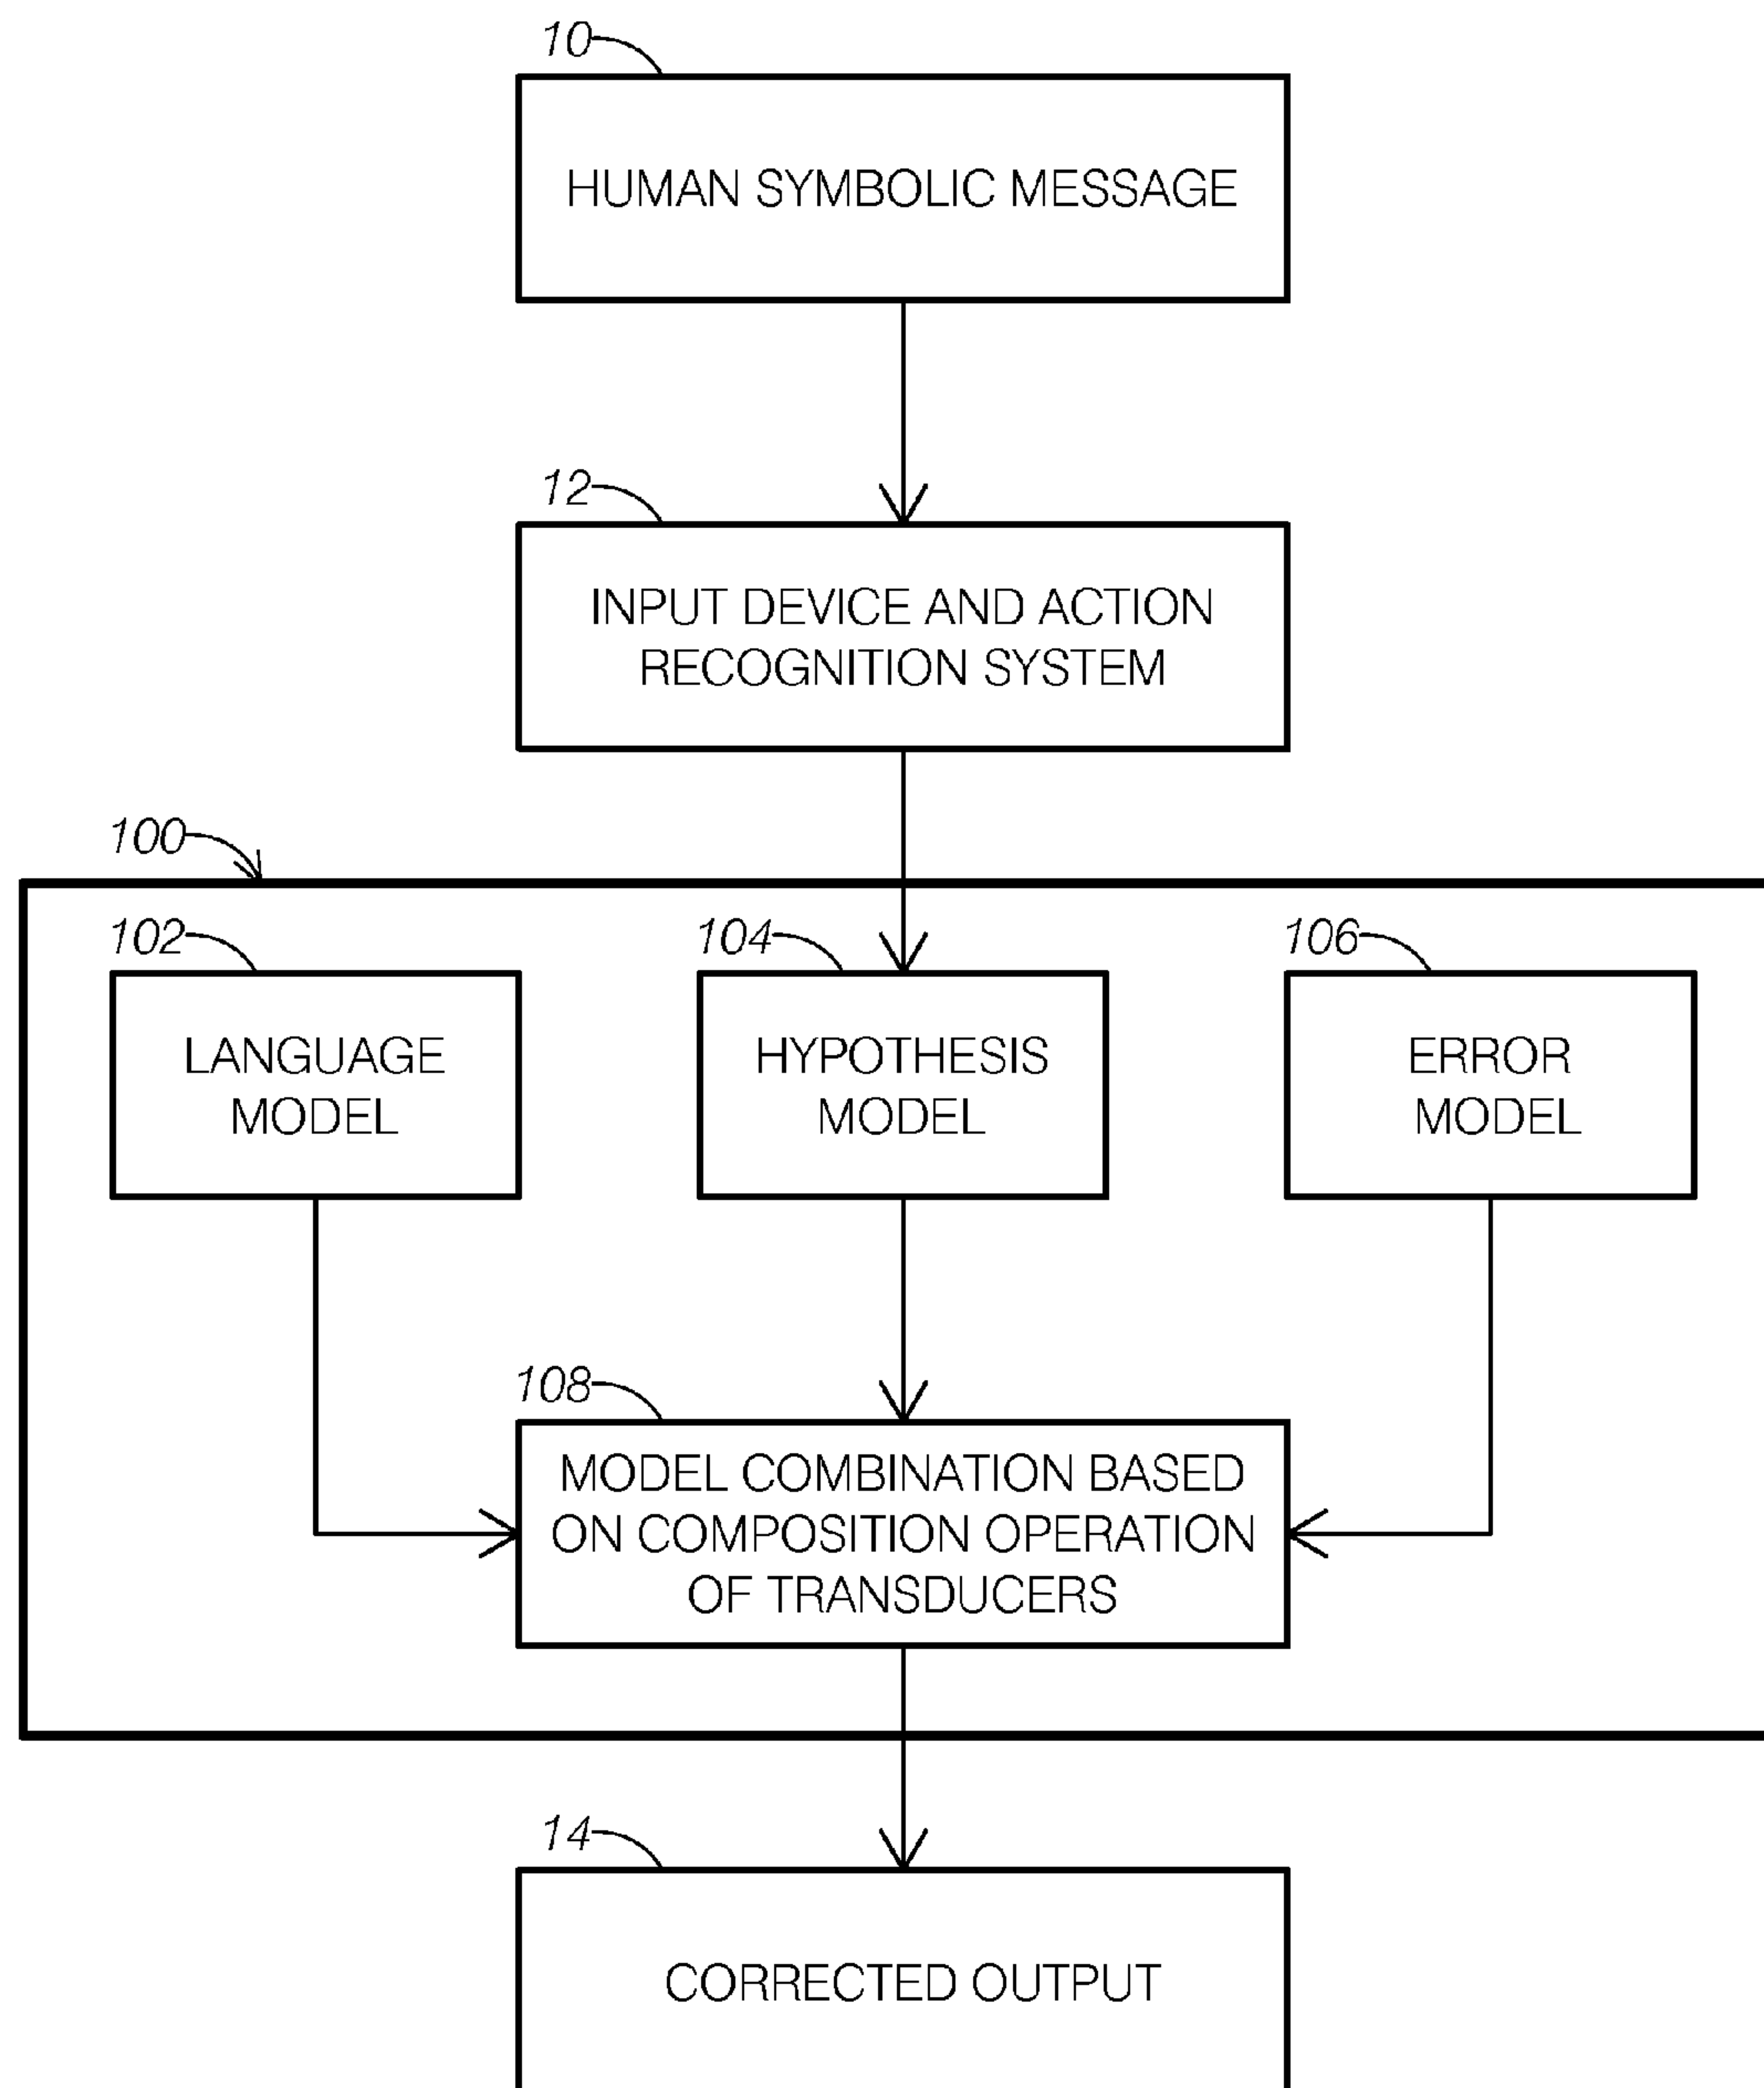 10
HUMAN SYMBOLIC MESSAGE
12
INPUT DEVICE AND ACTION
RECOGNITION SYSTEM
100
102
LANGUAGE
MODEL
104
HYPOTHESIS
MODEL
106
ERROR
MODEL
108
MODEL COMBINATION BASED
ON COMPOSITION OPERATION
OF TRANSDUCERS
14
CORRECTED OUTPUT